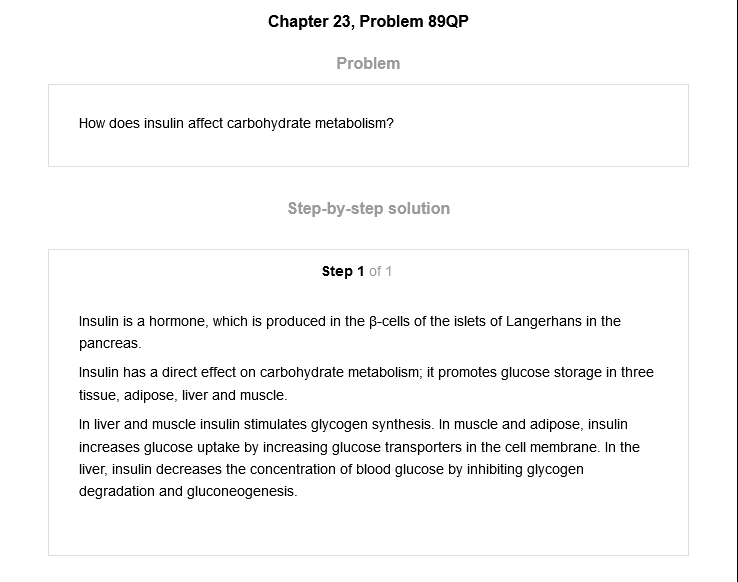 Chapter 23, Problem 89QP
Problem
How does insulin affect carbohydrate metabolism?
Step-by-step solution
Step 1 of 1
Insulin is a hormone, which is produced in the β-cells of the islets of Langerhans in the
pancreas.
Insulin has a direct effect on carbohydrate metabolism; it promotes glucose storage in three
tissue, adipose, liver and muscle.
In liver and muscle insulin stimulates glycogen synthesis. In muscle and adipose, insulin
increases glucose uptake by increasing glucose transporters in the cell membrane. In the
liver, insulin decreases the concentration of blood glucose by inhibiting glycogen
degradation and gluconeogenesis.